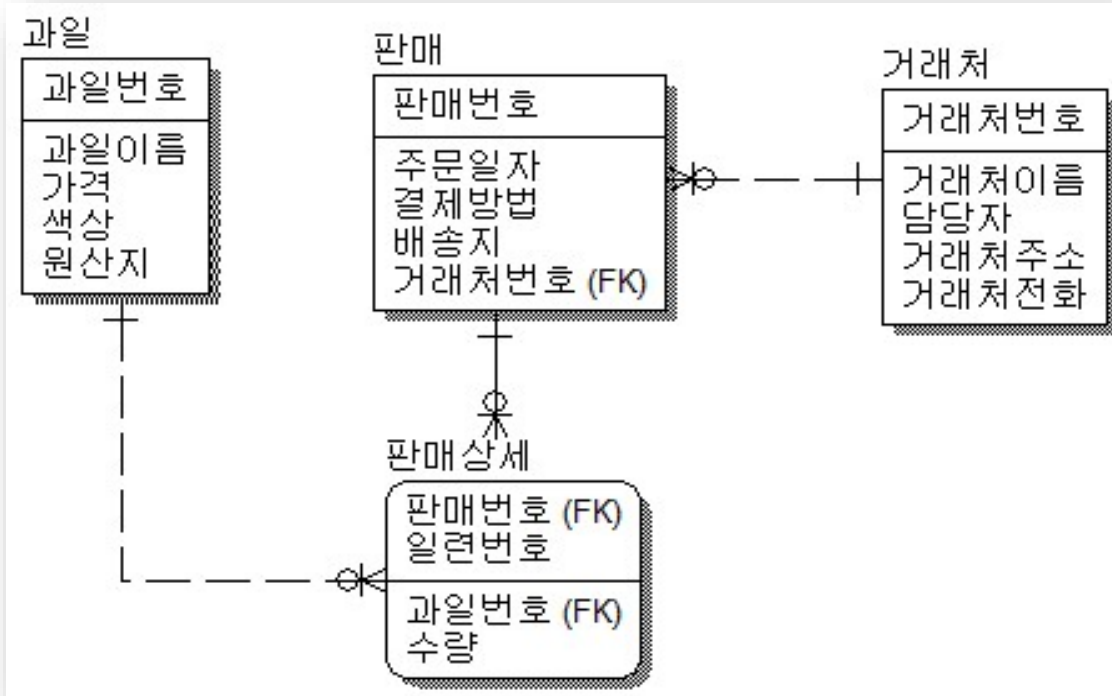 과일
과일번호
과일이름
가격
색상
원산지
판매
판매번호
주문일자
결제방법
배송지
거래처번호 (FK)
거래처
거래처번호
거래처이름
담당자
거래처주소
거래처전화
판매상세
판매번호 (FK)
일련번호
과일번호 (FK)
수량